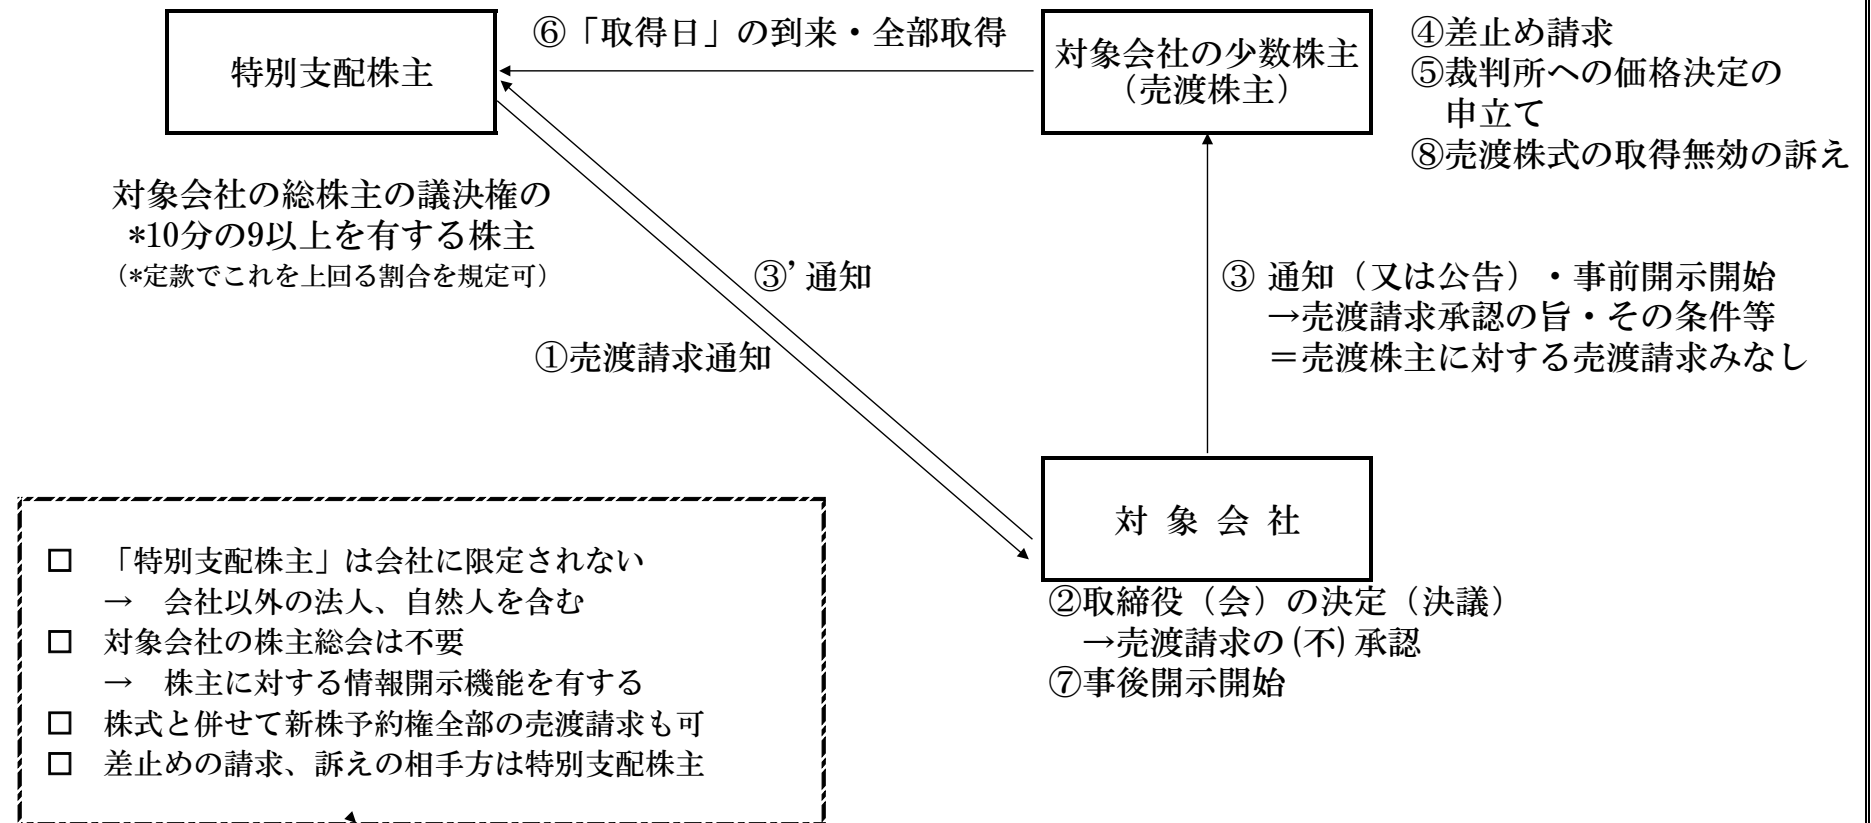 ⑥「取得日」の到来・全部取得
特別支配株主
対象会社の少数株主
（売渡株主）
④差止め請求
⑤裁判所への価格決定の
申立て
⑧売渡株式の取得無効の訴え
対象会社の総株主の議決権の
*10分の9以上を有する株主
（*定款でこれを上回る割合を規定可）
③’通知
①売渡請求通知
③ 通知（又は公告）・事前開示開始
→売渡請求承認の旨・その条件等
＝売渡株主に対する売渡請求みなし
対 象 会 社
②取締役（会）の決定（決議）
→売渡請求の(不)承認
⑦事後開示開始
□ 「特別支配株主」は会社に限定されない
→ 会社以外の法人、自然人を含む
□ 対象会社の株主総会は不要
→ 株主に対する情報開示機能を有する
□ 株式と併せて新株予約権全部の売渡請求も可
□ 差止めの請求、訴えの相手方は特別支配株主